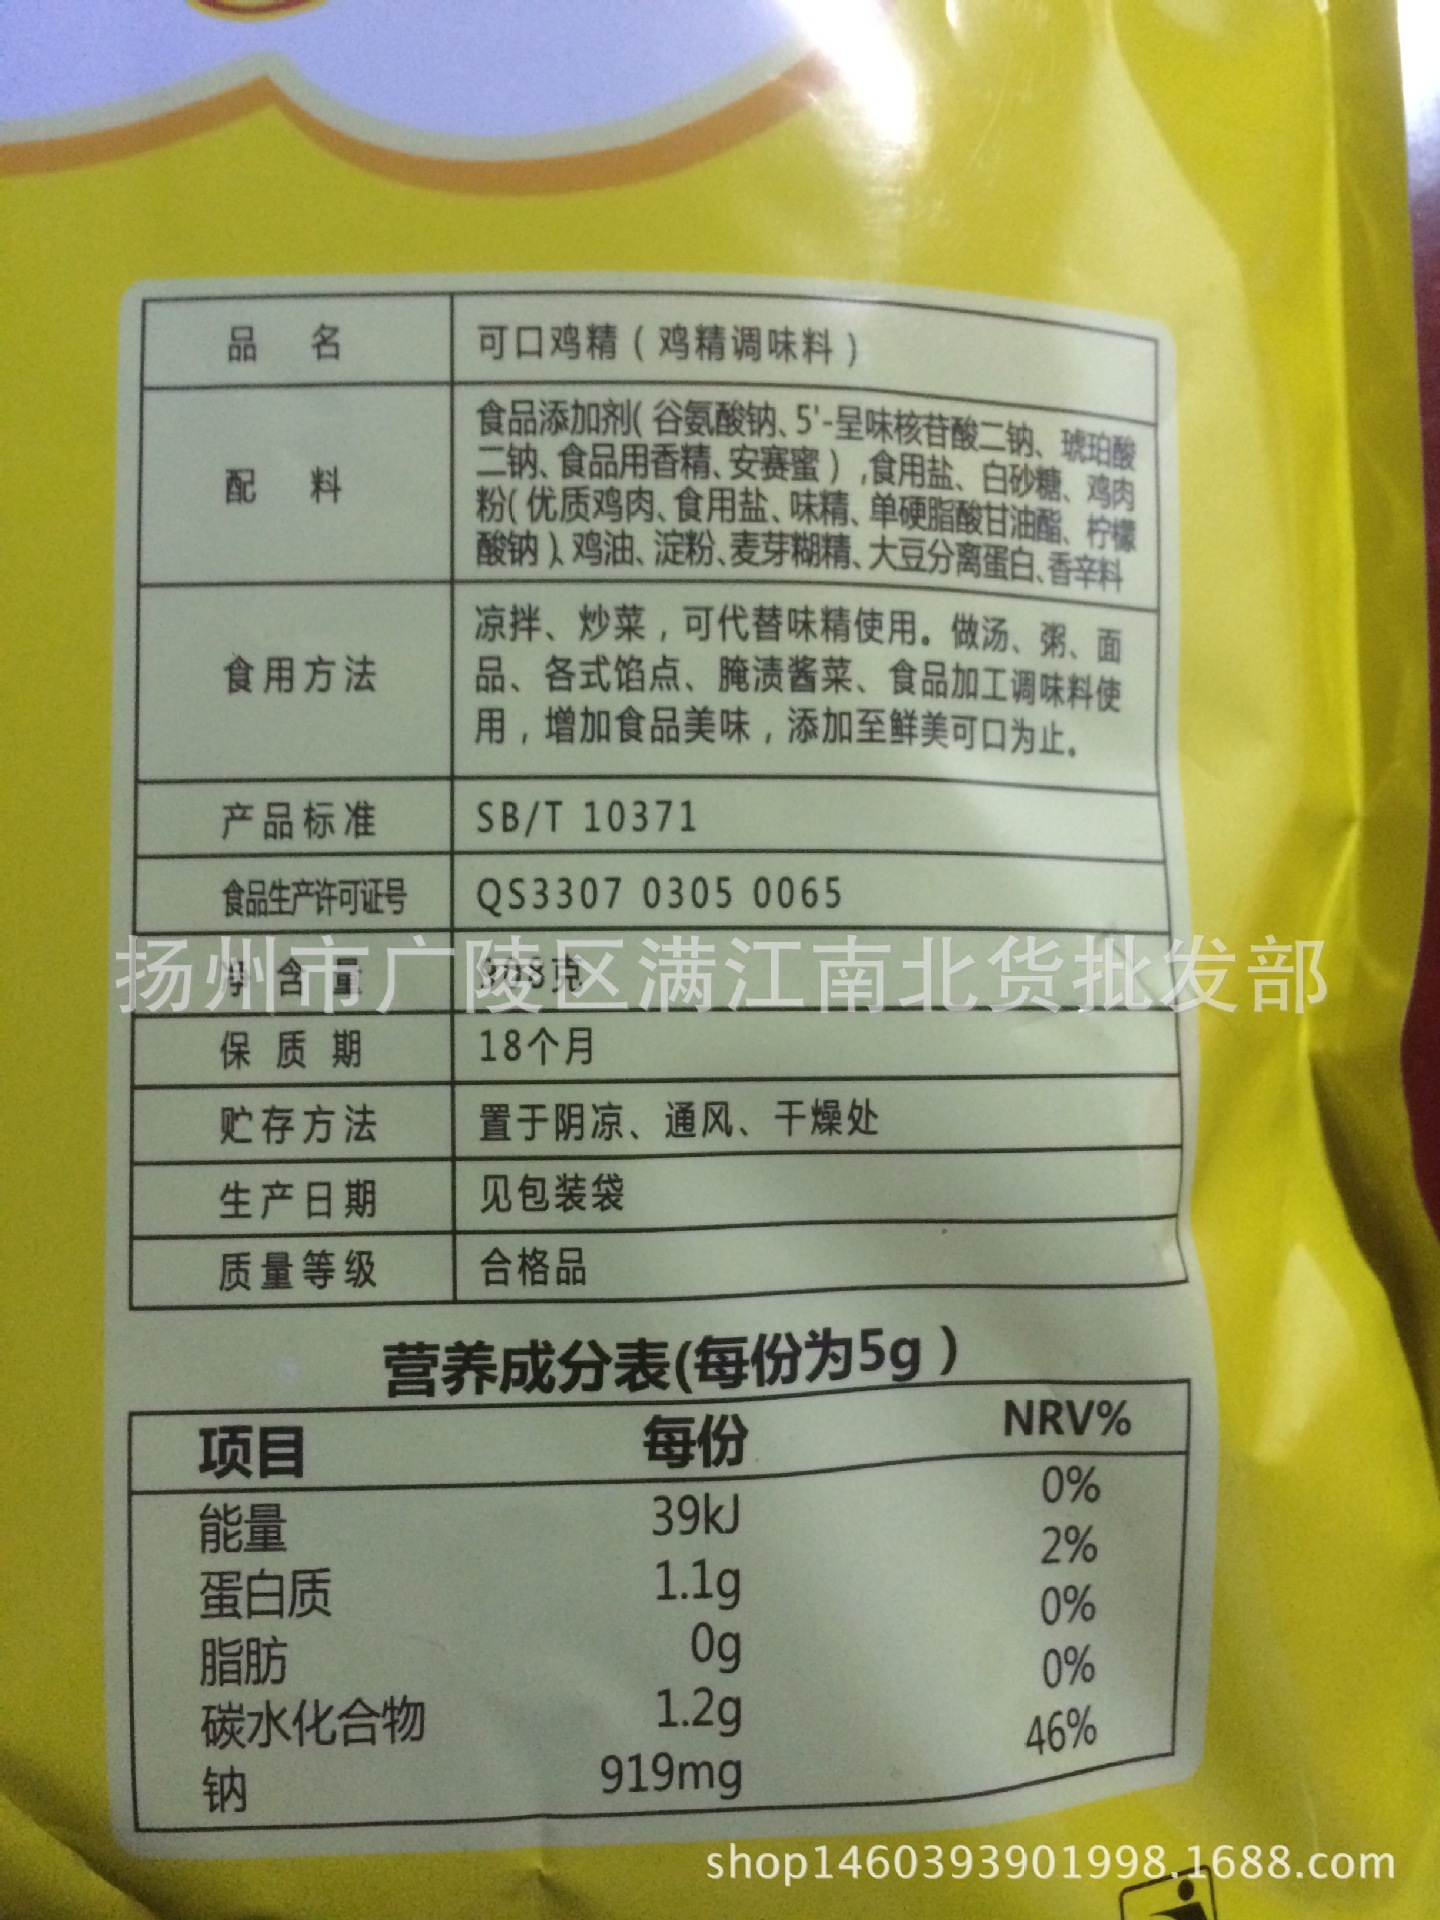 品 名 可口鸡精（鸡精调味料）
配 料
食品添加剂（谷氨酸钠、5'-呈味核苷酸二钠、琥珀酸
二钠、食品用香精、安赛蜜）,食用盐、白砂糖、鸡肉
粉（优质鸡肉、食用盐、味精、单硬脂酸甘油酯、柠檬
酸钠）、鸡油、淀粉、麦芽糊精、大豆分离蛋白、香辛料
食用方法
凉拌、炒菜，可代替味精使用。做汤、粥、面
品、各式馅点、腌渍酱菜、食品加工调味料使
用，增加食品美味，添加至鲜美可口为止。
产品标准 SB/T 10371
食品生产许可证号 QS3307 0305 0065
净含量 克
扬州市广陵区满江南北货批发部
保质期 18个月
贮存方法 置于阴凉、通风、干燥处
生产日期 见包装袋
质量等级 合格品
营养成分表(每份为5g）
项目 每份 NRV%
能量 39kJ 0%
蛋白质 1.1g 2%
脂肪 0g 0%
碳水化合物 1.2g 0%
钠 919mg 46%
shop1460393901998.1688.com